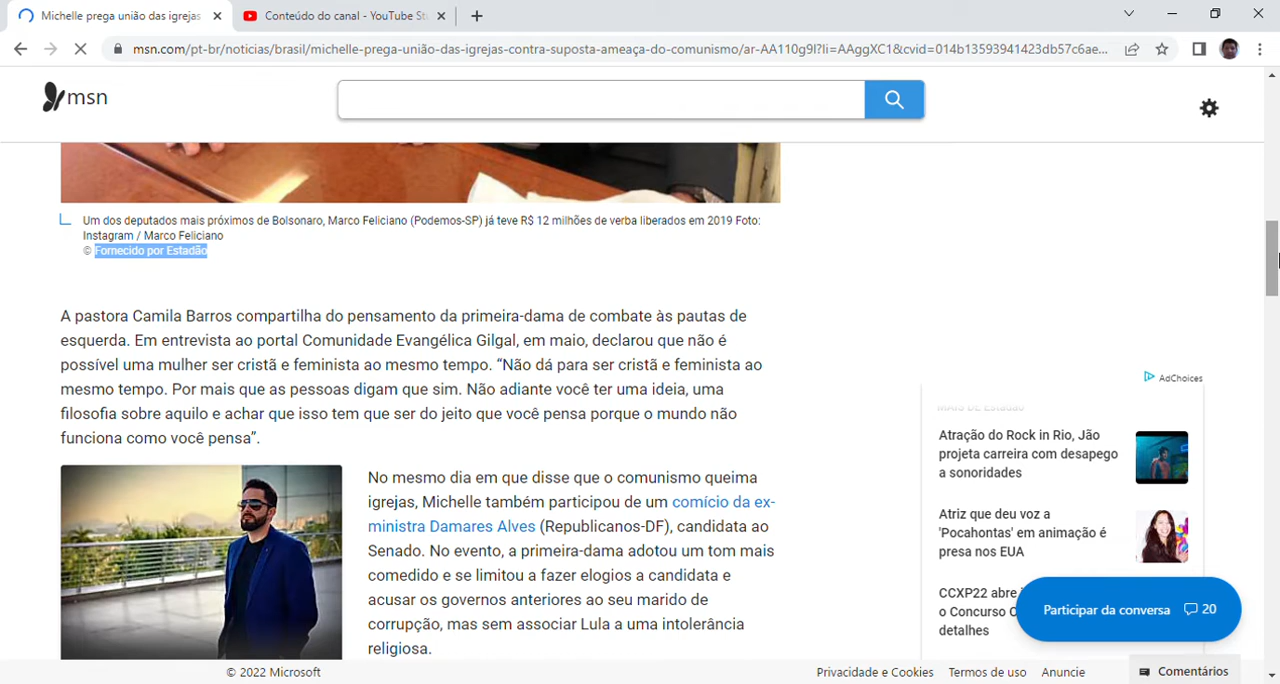 Michelle prega união das igrejas
Conteúdo do canal - YouTube St
msn.com/pt-br/noticias/brasil/michelle-prega-união-das-igrejas-contra-suposta-ameaça-do-comunismo/ar-AA110g9l?li=AAggXC1&cvid=014b13593941423db57c6ae...
msn
Um dos deputados mais próximos de Bolsonaro, Marco Feliciano (Podemos-SP) já teve R$ 12 milhões de verba liberados em 2019 Foto:
Instagram / Marco Feliciano
© Fornecido por Estadão
A pastora Camila Barros compartilha do pensamento da primeira-dama de combate às pautas de
esquerda. Em entrevista ao portal Comunidade Evangélica Gilgal, em maio, declarou que não é
possível uma mulher ser cristã e feminista ao mesmo tempo. “Não dá para ser cristã e feminista ao
mesmo tempo. Por mais que as pessoas digam que sim. Não adiante você ter uma ideia, uma
filosofia sobre aquilo e achar que isso tem que ser do jeito que você pensa porque o mundo não
funciona como você pensa”.
No mesmo dia em que disse que o comunismo queima
igrejas, Michelle também participou de um comício da ex-
ministra Damares Alves (Republicanos-DF), candidata ao
Senado. No evento, a primeira-dama adotou um tom mais
comedido e se limitou a fazer elogios a candidata e
acusar os governos anteriores ao seu marido de
corrupção, mas sem associar Lula a uma intolerância
religiosa.
AdChoices
MAIS DE Estadão
Atração do Rock in Rio, Jão
projeta carreira com desapego
a sonoridades
Atriz que deu voz a
'Pocahontas' em animação é
presa nos EUA
CCXP22 abre
o Concurso
detalhes
Participar da conversa 20
© 2022 Microsoft
Privacidade e Cookies
Termos de uso
Anuncie
Comentários